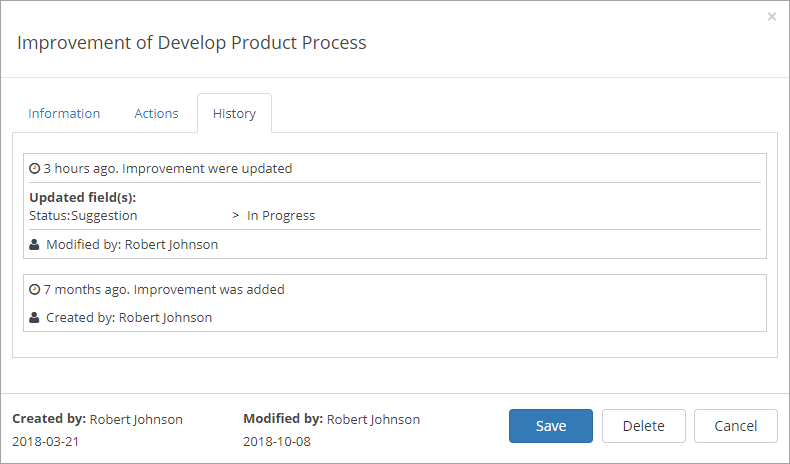 ×
Improvement of Develop Product Process
Information Actions History
3 hours ago. Improvement were updated
Updated field(s):
Status:Suggestion > In Progress
Modified by: Robert Johnson
7 months ago. Improvement was added
Created by: Robert Johnson
Created by: Robert Johnson Modified by: Robert Johnson Save Delete Cancel
2018-03-21 2018-10-08